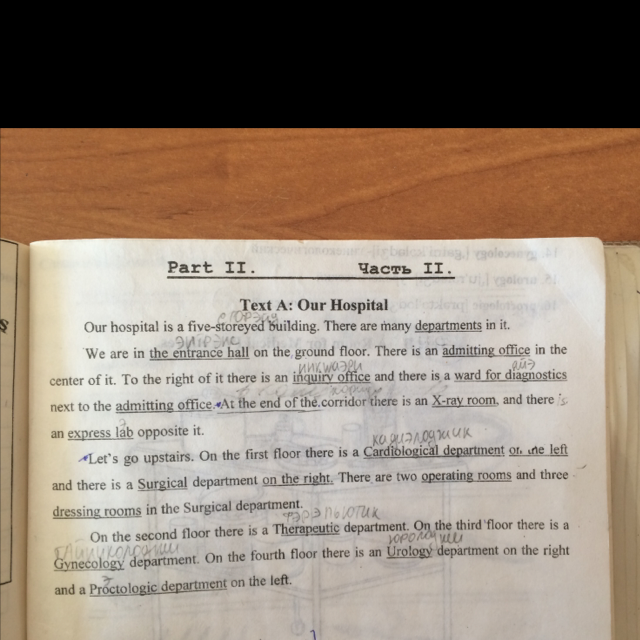 Part II. Часть II.
Text A: Our Hospital
Our hospital is a five-storeyed building. There are many departments in it.
We are in the entrance hall on the ground floor. There is an admitting office in the
инкwаэри
center of it. To the right of it there is an inquiry office and there is a ward for diagnostics
next to the admitting office. At the end of the corridor there is an X-ray room, and there is
an express lab opposite it.
Let's go upstairs. On the first floor there is a Cardiological department on the left
and there is a Surgical department on the right. There are two operating rooms and three
dressing rooms in the Surgical department.
On the second floor there is a Therapeutic department. On the third floor there is a
Gynecology department. On the fourth floor there is an Urology department on the right
and a Proctologic department on the left.